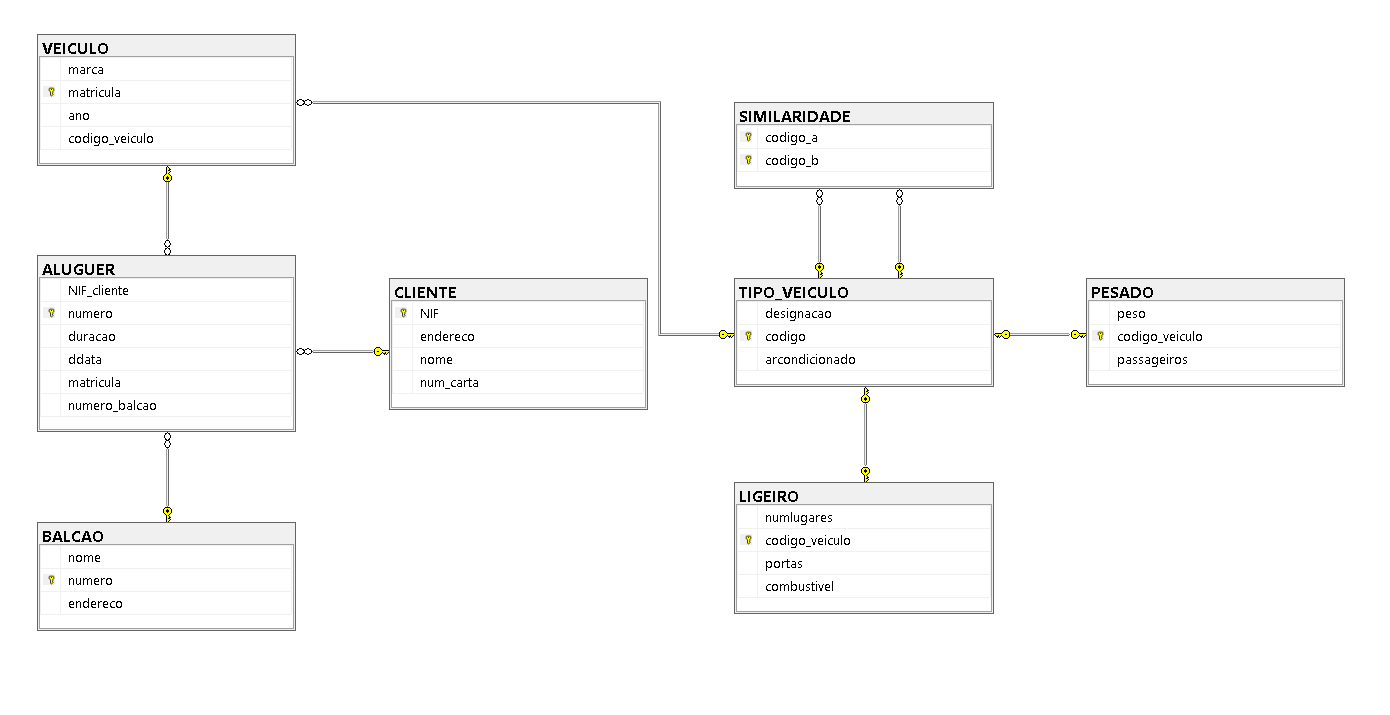 VEICULO
marca
matricula
ano
codigo_veiculo
ALUGUER
NIF_cliente
numero
duracao
ddata
matricula
numero_balcao
BALCAO
nome
numero
endereco
CLIENTE
NIF
endereco
nome
num_carta
SIMILARIDADE
codigo_a
codigo_b
TIPO_VEICULO
designacao
codigo
arcondicionado
LIGEIRO
numlugares
codigo_veiculo
portas
combustivel
PESADO
peso
codigo_veiculo
passageiros